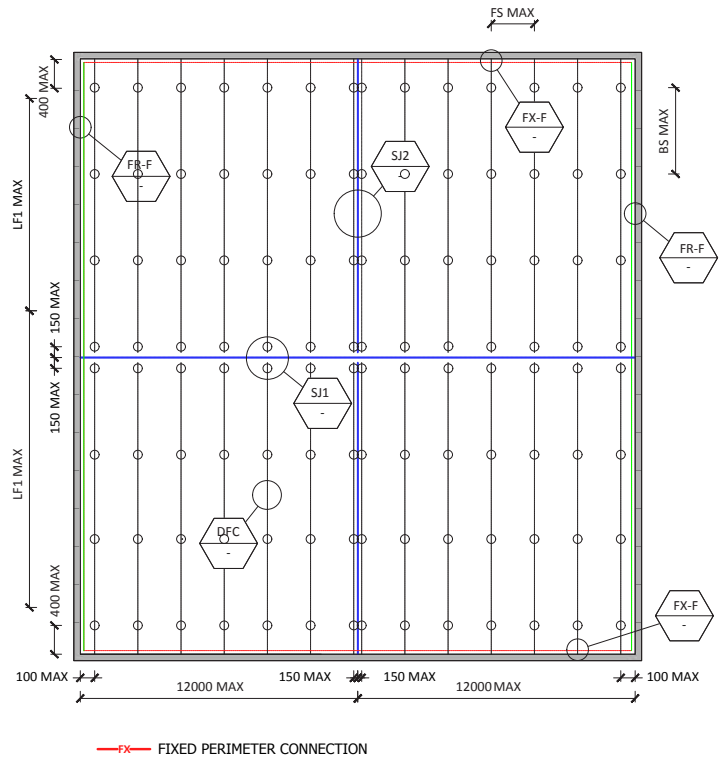 FS MAX
400 MAX
FX-F
-
BS MAX
SJ2
-
FR-F
-
LF1 MAX
FR-F
-
150 MAX
150 MAX
SJ1
-
LF1 MAX
DFC
-
400 MAX
FX-F
-
100 MAX
150 MAX
150 MAX
100 MAX
12000 MAX
12000 MAX
FX FIXED PERIMETER CONNECTION